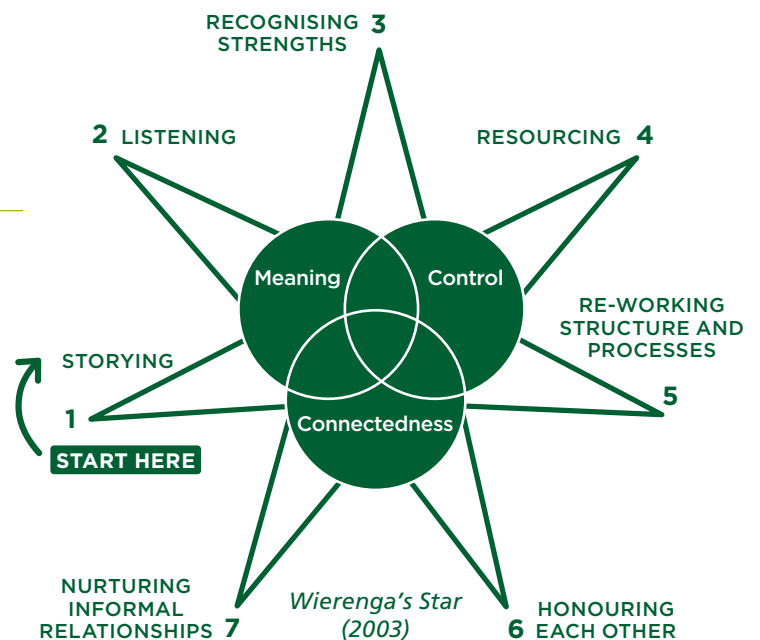 RECOGNISING 3
STRENGTHS
2 LISTENING
RESOURCING 4
Meaning
Control
RE-WORKING
STRUCTURE AND
PROCESSES
5
STORYING
1
START HERE
Connectedness
NURTURING
INFORMAL
RELATIONSHIPS 7
Wierenga's Star
(2003)
HONOURING
6 EACH OTHER